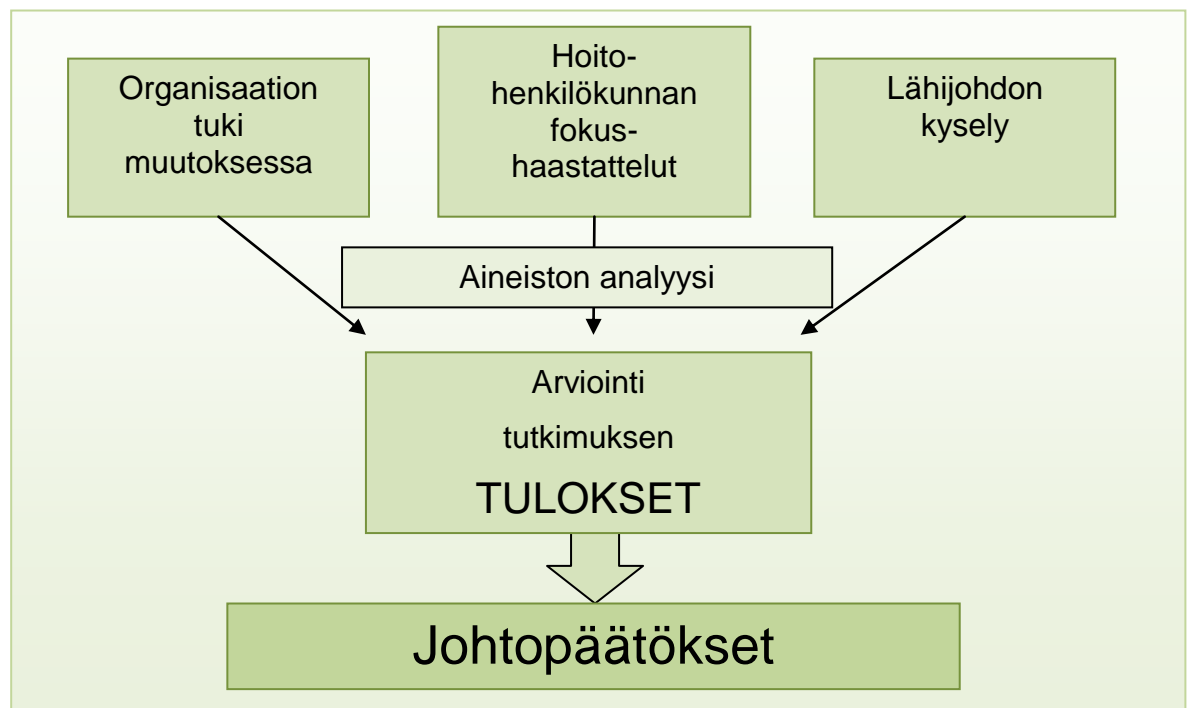 Organisaation
tuki
muutoksessa
Hoito-
henkilökunnan
fokus-
haastattelut
Lähijohdon
kysely
Aineiston analyysi
Arviointi
tutkimuksen
TULOKSET
Johtopäätökset